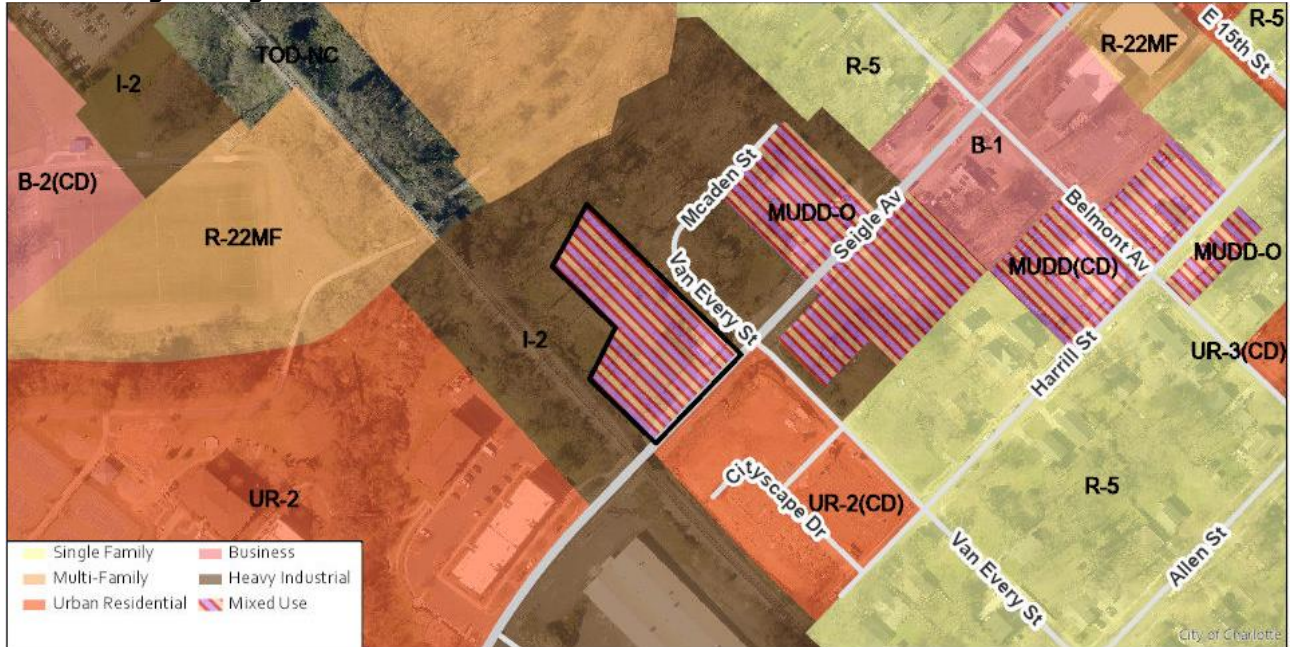 E 15th St
R-5
R-22MF
TOD-NC
R-5
I-2
B-1
Mcaden St
B-2(CD)
MUDD-O
Seigle Av
Belmont Av
R-22MF
MUDD(CD)
MUDD-O
Van Every St
I-2
Harrill St
UR-3(CD)
Cityscape Dr
UR-2(CD)
R-5
UR-2
Van Every St
Allen St
Single Family
Business
Multi-Family
Heavy Industrial
Urban Residential
Mixed Use
City of Charlotte